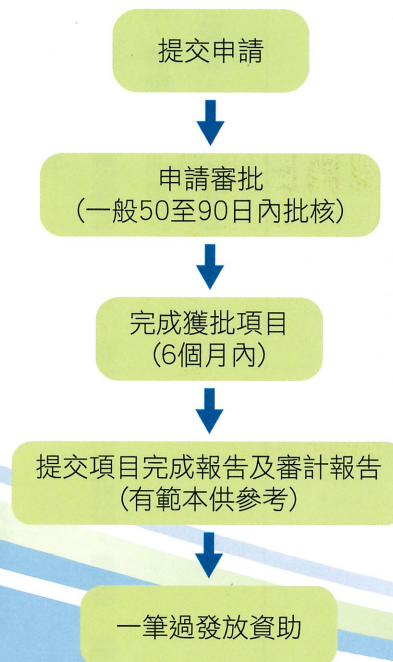 提交申請
申請審批
(一般50至90日內批核)
完成獲批項目
(6個月內)
提交項目完成報告及審計報告
(有範本供參考)
一筆過發放資助